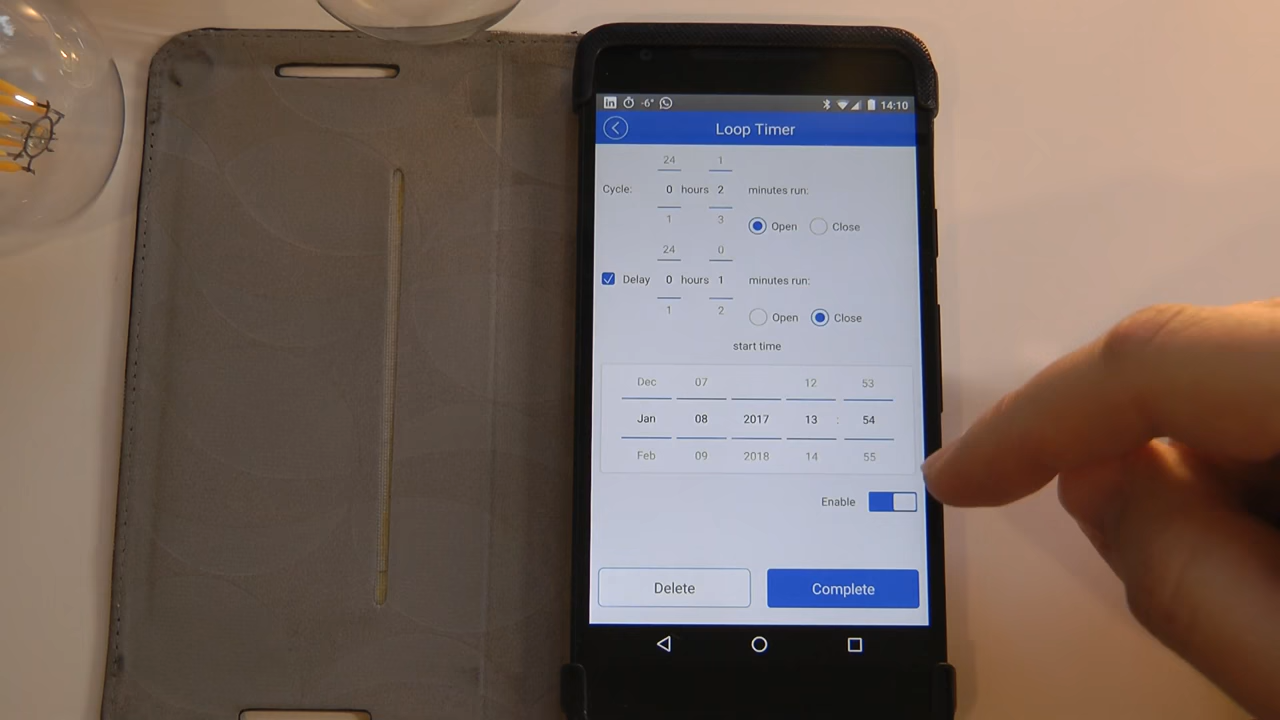 in -6° 14:10
Loop Timer
24 1
Cycle: 0 hours 2 minutes run:
1 3
Open Close
24 0
Delay 0 hours 1 minutes run:
1 2
Open Close
start time
Dec 07 12 53
Jan 08 2017 13 : 54
Feb 09 2018 14 55
Enable
Delete Complete